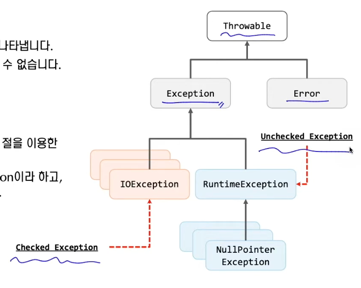 Throwable
나타냅니다.
수 없습니다.
Exception
Error
절을 이용한
Unchecked Exception
on이라 하고,
IOException
RuntimeException
Checked Exception
NullPointer
Exception